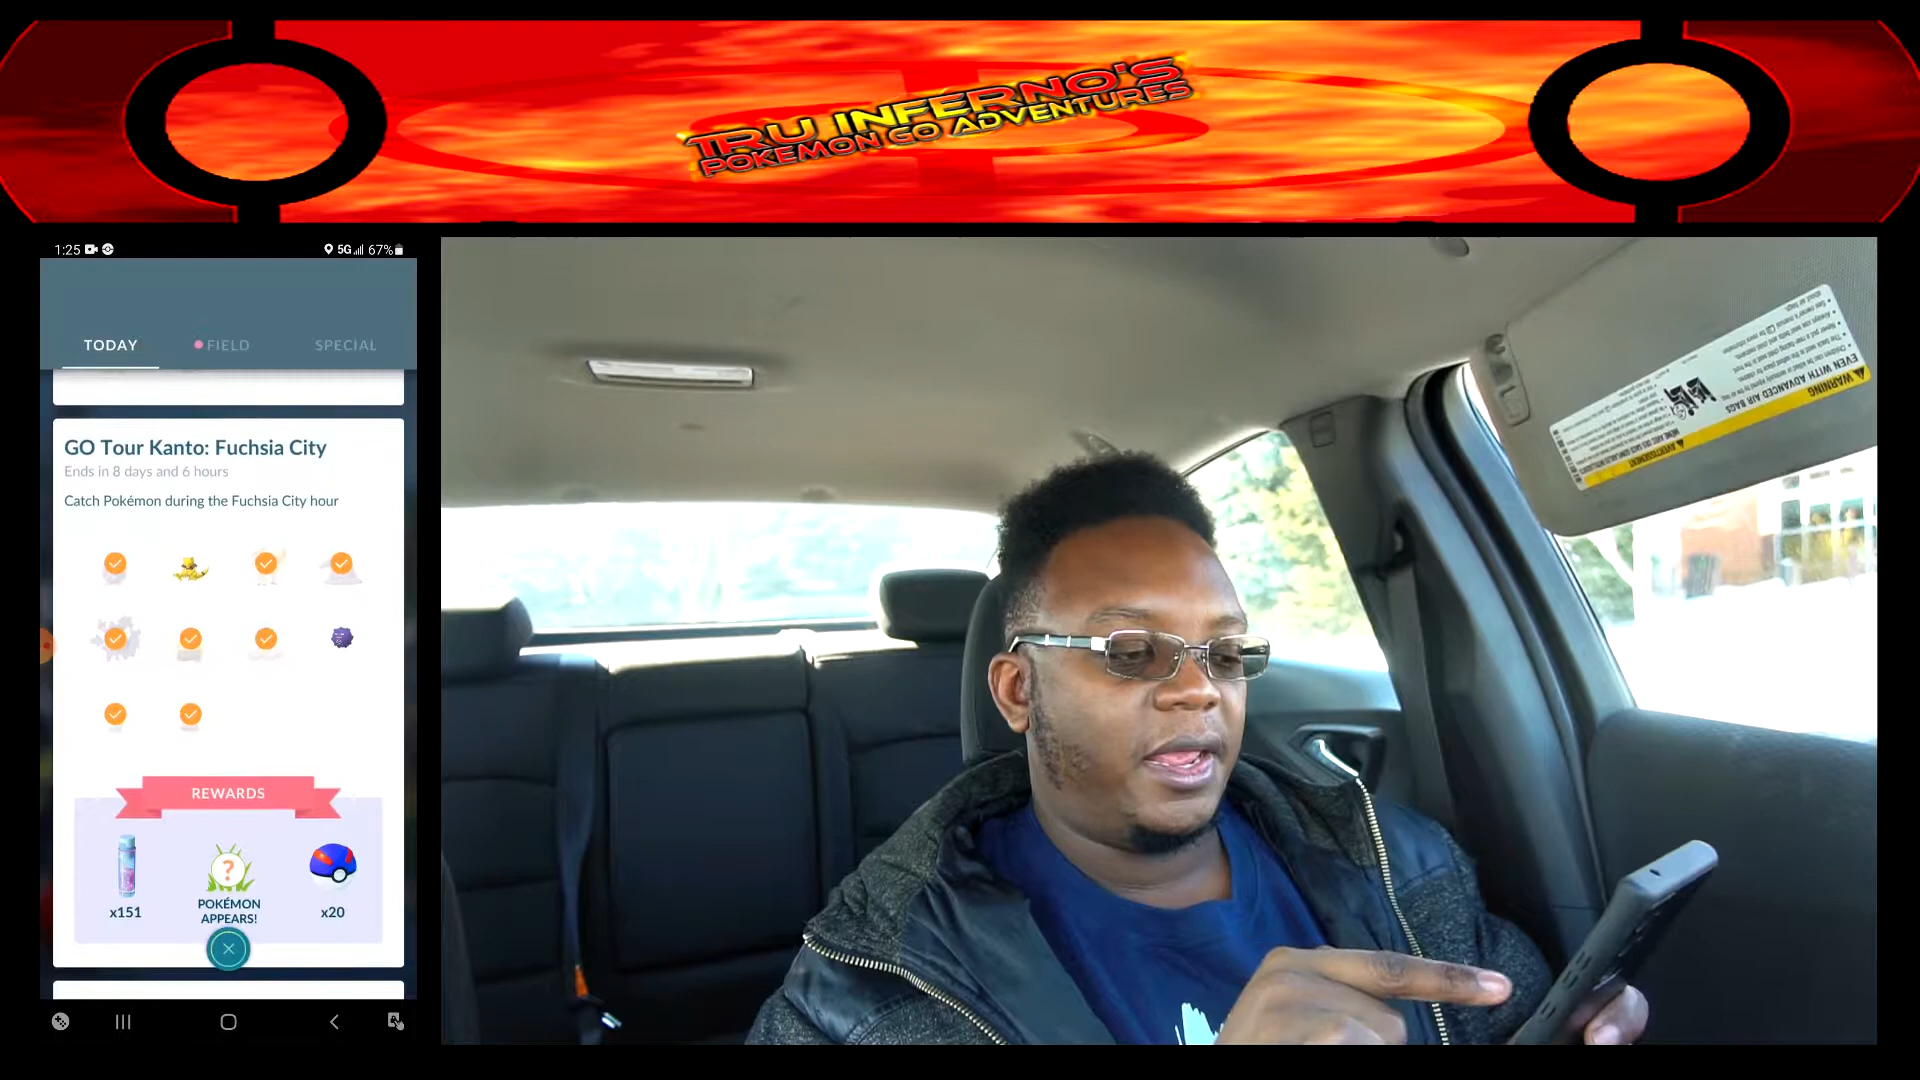 TRU INFERNO'S
POKEMON GO ADVENTURES
1:25
5G 67%
TODAY
FIELD
SPECIAL
GO Tour Kanto: Fuchsia City
Ends in 8 days and 6 hours
Catch Pokémon during the Fuchsia City hour
REWARDS
?
x151
POKÉMON
APPEARS!
x20
WARNING
EVEN WITH ADVANCED AIR BAGS